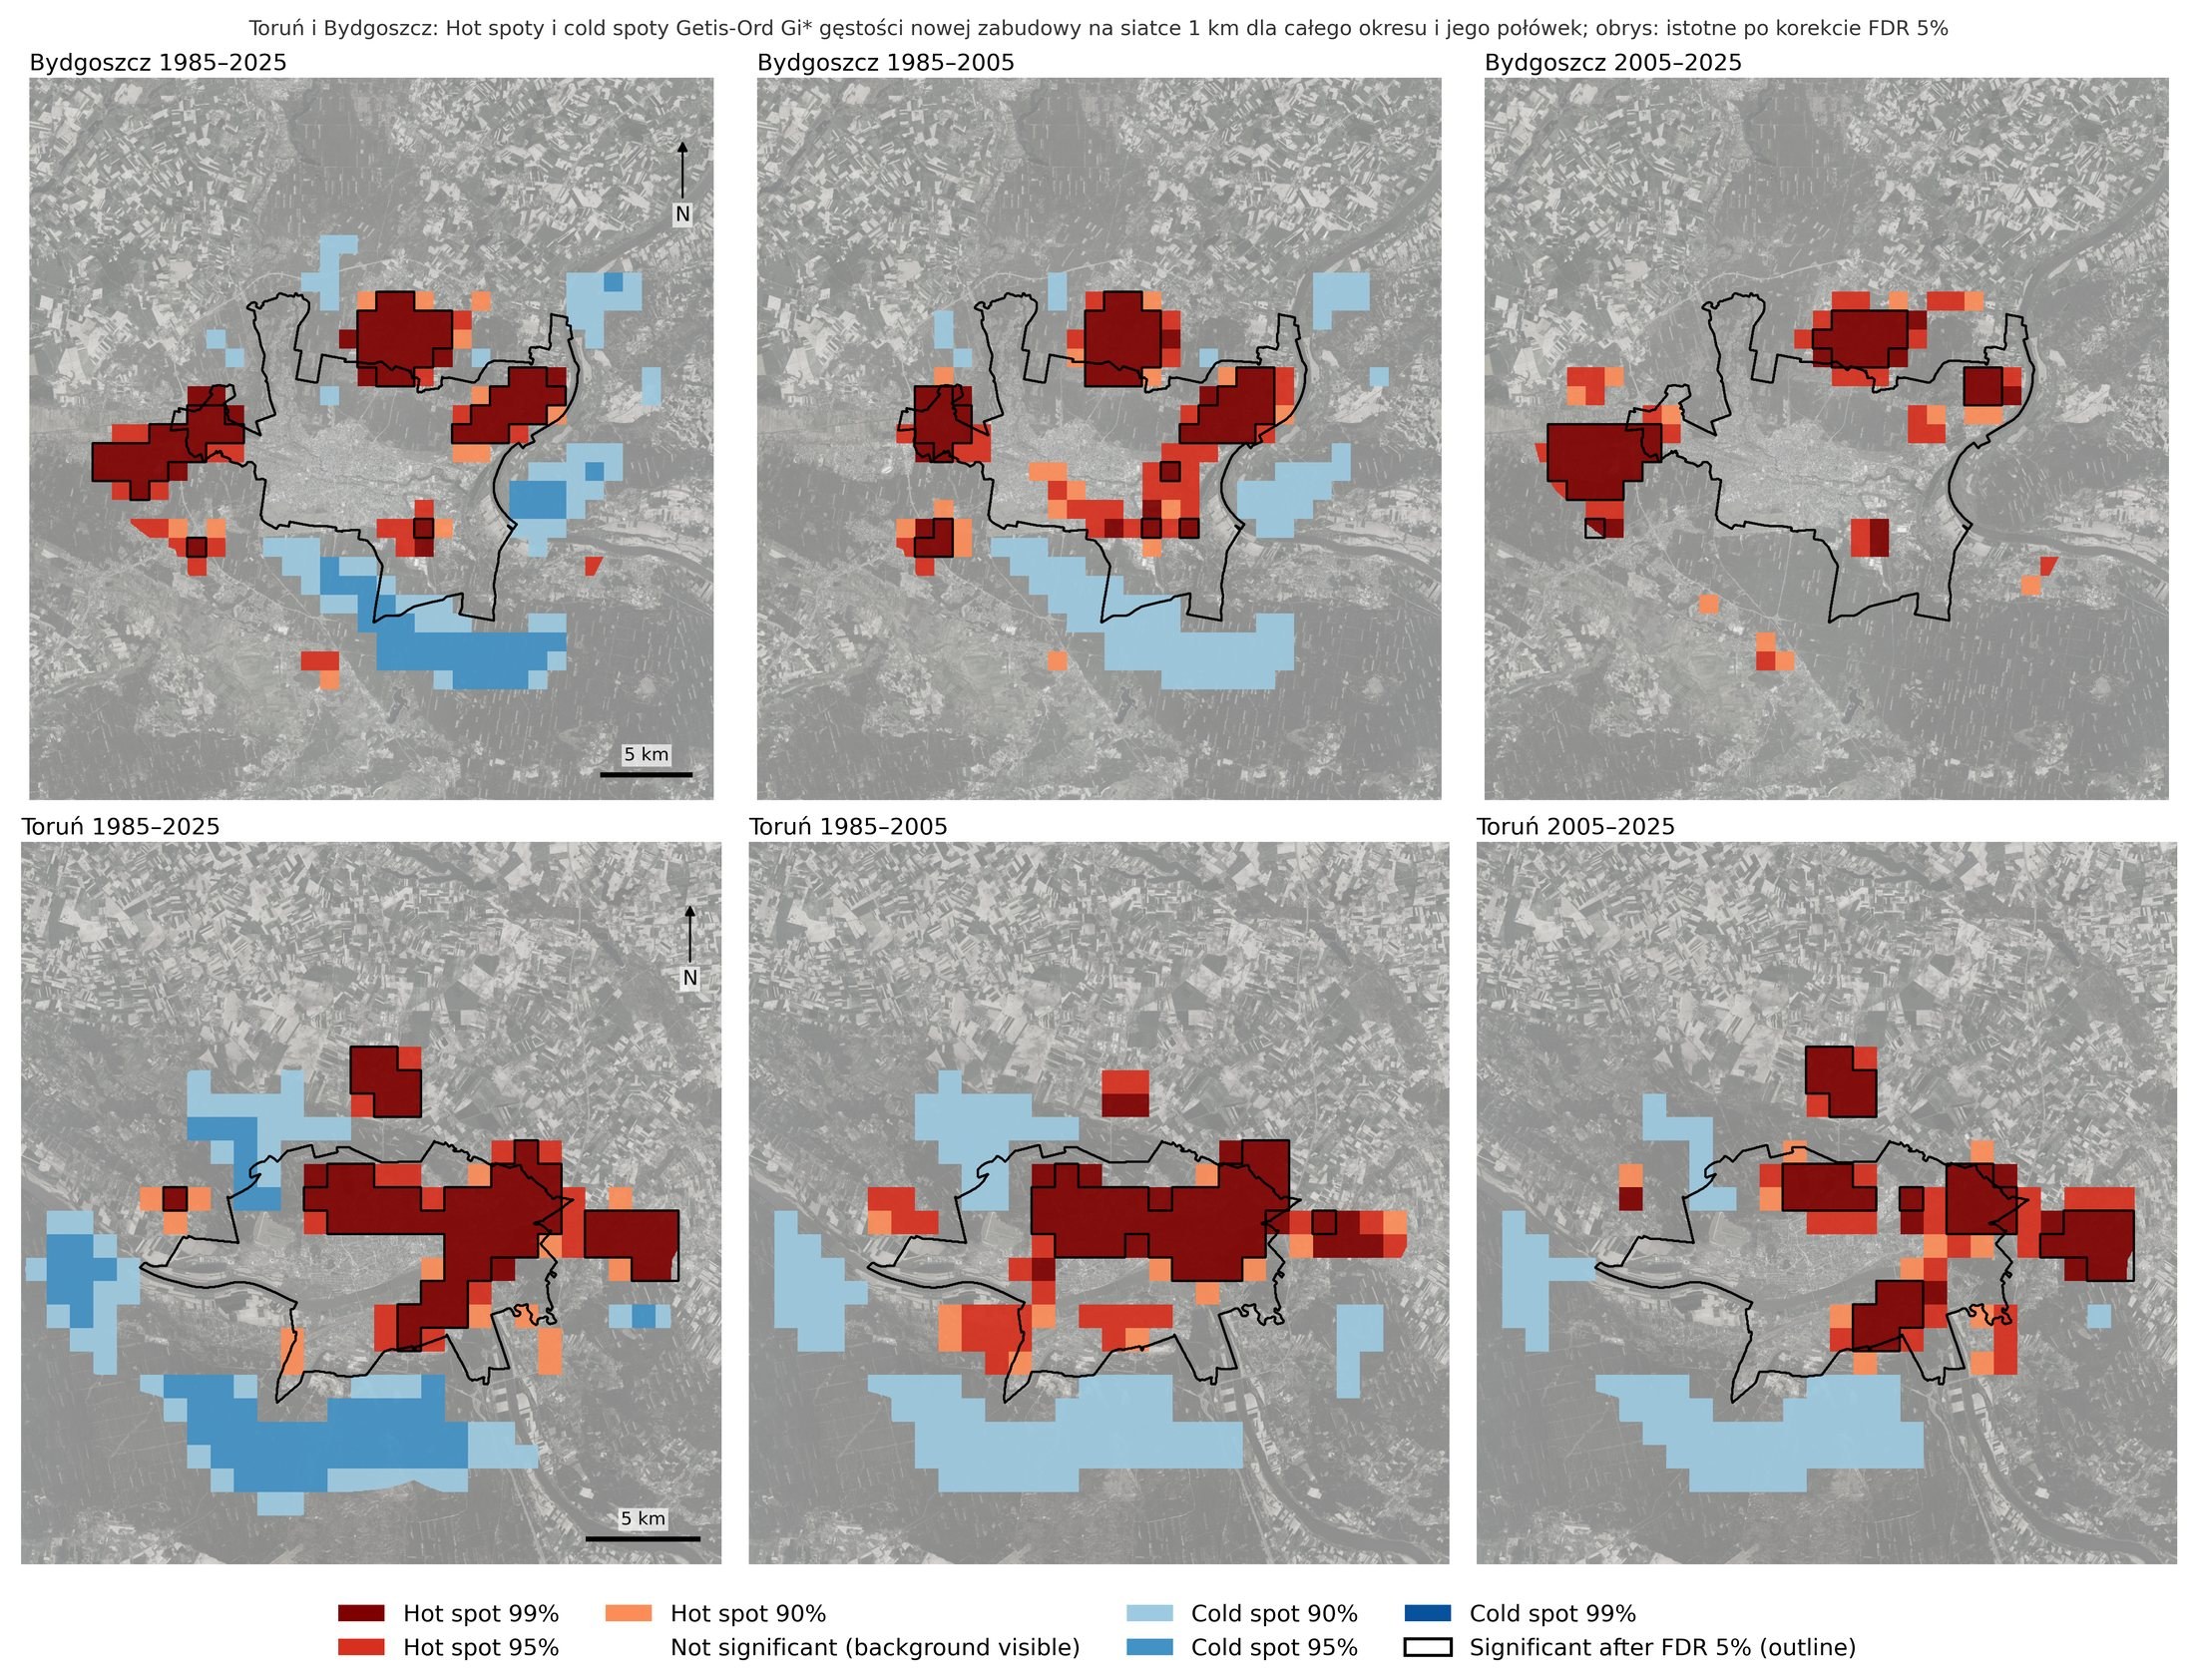 Toruń i Bydgoszcz: Hot spoty i cold spoty Getis-Ord Gi* gęstości nowej zabudowy na siatce 1 km dla całego okresu i jego połówek; obrys: istotne po korekcie FDR 5%
Bydgoszcz 1985–2025
Bydgoszcz 1985–2005
Bydgoszcz 2005–2025
N
5 km
Toruń 1985–2025
Toruń 1985–2005
Toruń 2005–2025
N
5 km
Hot spot 99%
Hot spot 95%
Hot spot 90%
Not significant (background visible)
Cold spot 90%
Cold spot 95%
Cold spot 99%
Significant after FDR 5% (outline)